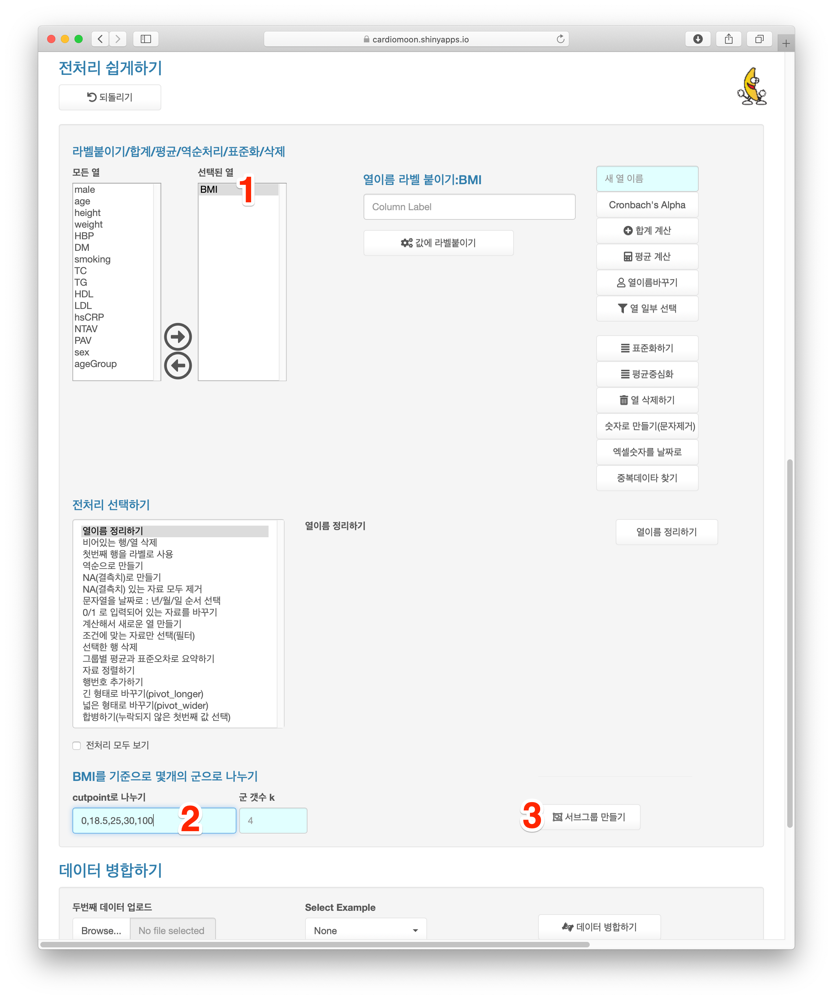 cardiomoon.shinyapps.io
전처리 쉽게하기
되돌리기
라벨붙이기/합계/평균/역순처리/표준화/삭제
모든 열
선택된 열
male
age
height
weight
HBP
DM
smoking
TC
TG
HDL
LDL
hsCRP
NTAV
PAV
sex
ageGroup
BMI
1
열이름 라벨 붙이기:BMI
Column Label
값에 라벨붙이기
새 열 이름
Cronbach's Alpha
합계 계산
평균 계산
열이름바꾸기
열 일부 선택
표준화하기
평균중심화
열 삭제하기
숫자로 만들기(문자제거)
엑셀숫자를 날짜로
중복데이타 찾기
전처리 선택하기
열이름 정리하기
비어있는 행/열 삭제
첫번째 행을 라벨로 사용
역순으로 만들기
NA(결측치)로 만들기
NA(결측치) 있는 자료 모두 제거
문자열을 날짜로 : 년/월/일 순서 선택
0/1 로 입력되어 있는 자료를 바꾸기
계산해서 새로운 열 만들기
조건에 맞는 자료만 선택(필터)
선택한 행 삭제
그룹별 평균과 표준오차로 요약하기
자료 정렬하기
행번호 추가하기
긴 형태로 바꾸기(pivot_longer)
넓은 형태로 바꾸기(pivot_wider)
합병하기(누락되지 않은 첫번째 값 선택)
열이름 정리하기
열이름 정리하기
전처리 모두 보기
BMI를 기준으로 몇개의 군으로 나누기
cutpoint로 나누기
군 갯수 k
0,18.5,25,30,100
2
4
3
서브그룹 만들기
데이터 병합하기
두번째 데이터 업로드
Select Example
Browse...
No file selected
None
데이터 병합하기